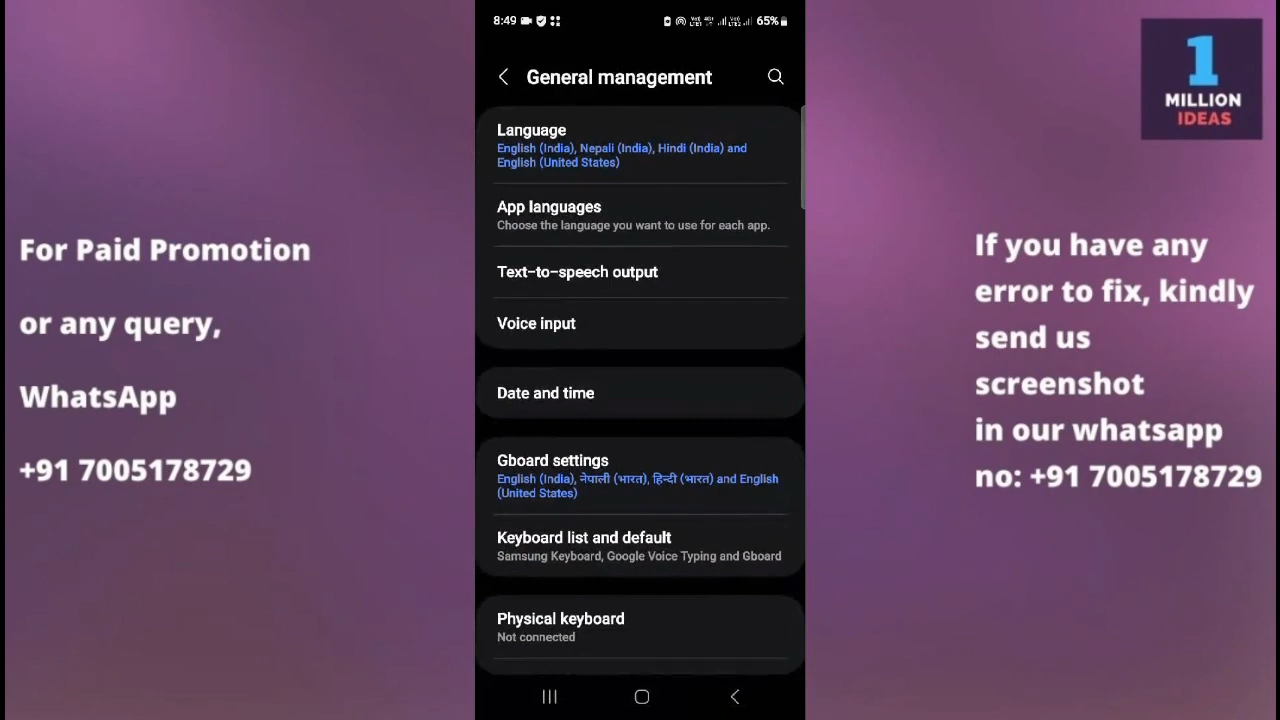 For Paid Promotion
or any query,
WhatsApp
+91 7005178729
8:49
65%
General management
Language
English (India), Nepali (India), Hindi (India) and
English (United States)
App languages
Choose the language you want to use for each app.
Text-to-speech output
Voice input
Date and time
Gboard settings
English (India), नेपाली (भारत), हिन्दी (भारत) and English
(United States)
Keyboard list and default
Samsung Keyboard, Google Voice Typing and Gboard
Physical keyboard
Not connected
1
MILLION
IDEAS
If you have any
error to fix, kindly
send us
screenshot
in our whatsapp
no: +91 7005178729